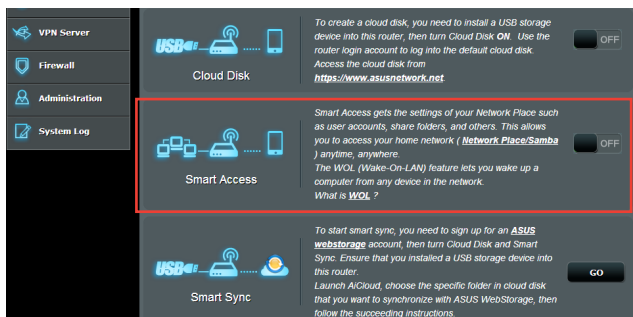 VPN Server
Firewall
Administration
System Log
USB
Cloud Disk
To create a cloud disk, you need to install a USB storage
device into this router, then turn Cloud Disk ON. Use the
router login account to log into the default cloud disk.
Access the cloud disk from
https://www.asusnetwork.net.
OFF
Smart Access
Smart Access gets the settings of your Network Place such
as user accounts, share folders, and others. This allows
you to access your home network ( Network Place/Samba
) anytime, anywhere.
The WOL (Wake-On-LAN) feature lets you wake up a
computer from any device in the network.
What is WOL ?
OFF
USB
Smart Sync
To start smart sync, you need to sign up for an ASUS
webstorage account, then turn Cloud Disk and Smart
Sync. Ensure that you installed a USB storage device into
this router.
Launch AiCloud, choose the specific folder in cloud disk
that you want to synchronize with ASUS WebStorage, then
follow the succeeding instructions.
GO